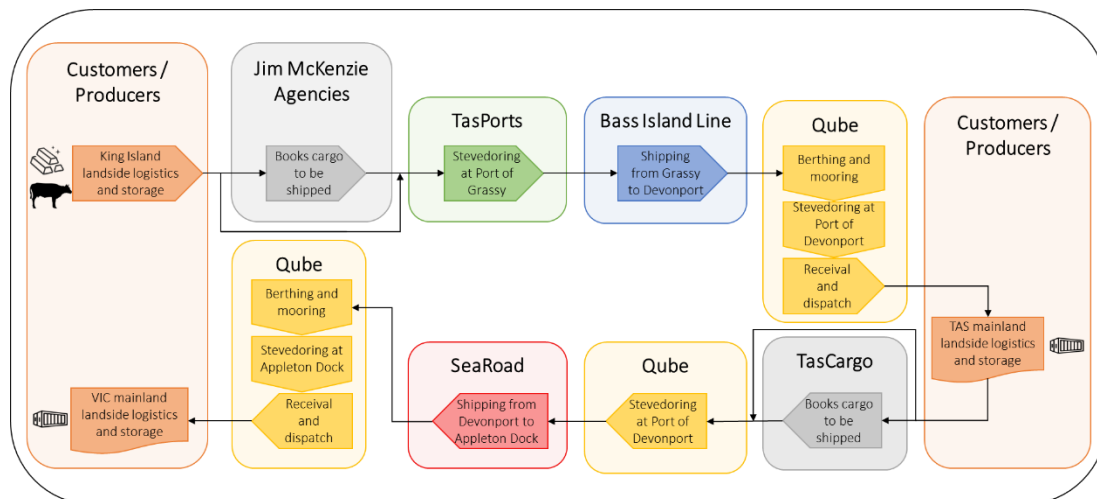 Customers /
Producers
King Island
landside logistics
and storage
Jim McKenzie
Agencies
Books cargo
to be
shipped
TasPorts
Stevedoring
at Port of
Grassy
Bass Island Line
Shipping
from Grassy
to Devonport
Qube
Berthing and
mooring
Stevedoring at
Port of
Devonport
Receival
and
dispatch
Customers /
Producers
TAS mainland
landside logistics
and storage
TasCargo
Books cargo
to be
shipped
Qube
Stevedoring
at Port of
Devonport
SeaRoad
Shipping from
Devonport to
Appleton Dock
Qube
Berthing and
mooring
Stevedoring at
Appleton Dock
Receival
and
dispatch
VIC mainland
landside logistics
and storage